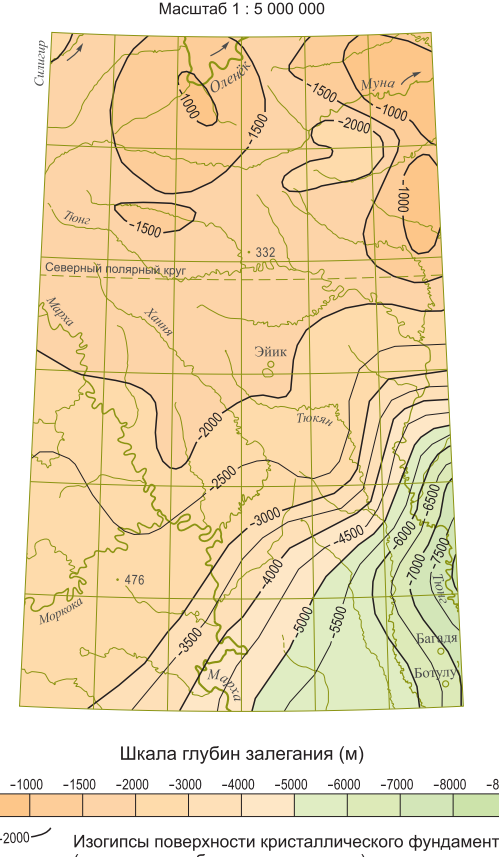 Масштаб 1 : 5 000 000
Силигир
Оленёк
Муна
-1000
-1500
-1500
-1000
-2000
-1000
Тюнг
-1500
332
Северный полярный круг
Марха
Хання
Эйик
-2000
Тюкян
-2500
-3000
-4500
-6000
-6500
-7500
-7000
-4000
476
Тюнг
Моркока
-5000
-5500
-3500
Багадя
Марха
Ботулу
Шкала глубин залегания (м)
-1000 -1500 -2000 -3000 -4000 -5000 -6000 -7000 -8000
-2000 Изогипсы поверхности кристаллического фундамент